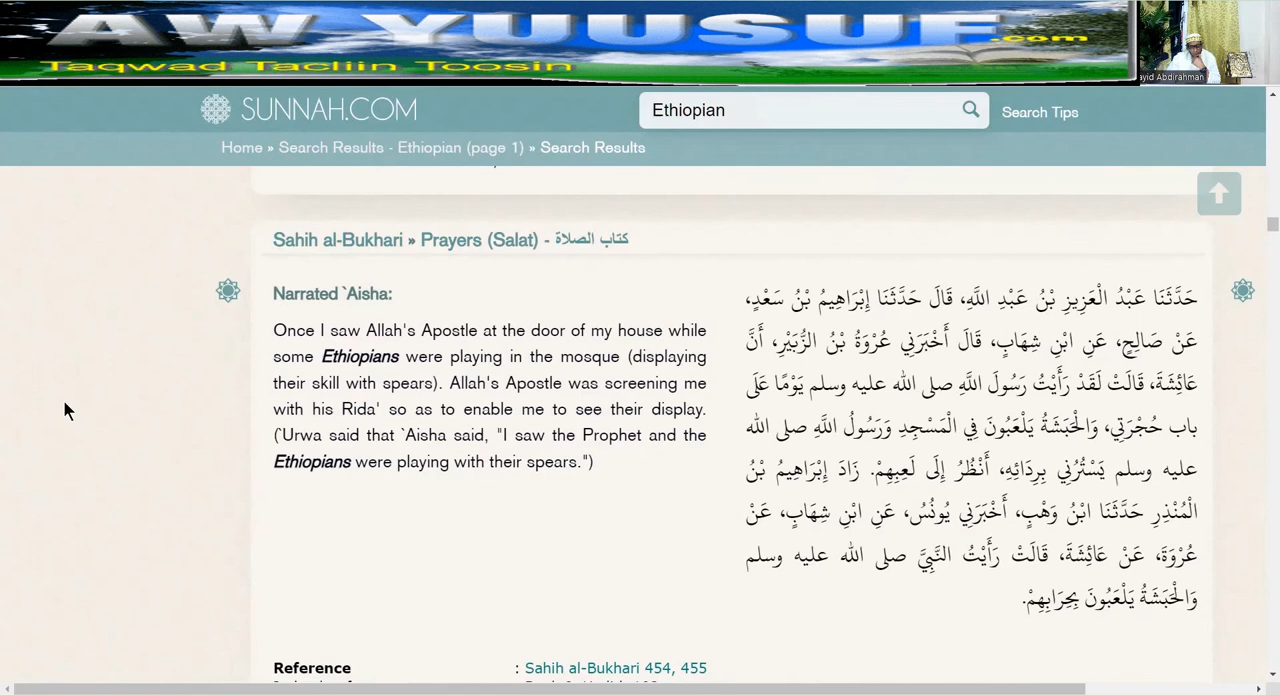 AW YUUSUF.com
Taqwad Tacliin Toosin
ayid Abdirahman
SUNNAH.COM
Ethiopian
Search Tips
Home » Search Results - Ethiopian (page 1) » Search Results
Sahih al-Bukhari » Prayers (Salat) - كتاب الصلاة
Narrated `Aisha:
Once I saw Allah's Apostle at the door of my house while
some Ethiopians were playing in the mosque (displaying
their skill with spears). Allah's Apostle was screening me
with his Rida' so as to enable me to see their display.
(`Urwa said that `Aisha said, "I saw the Prophet and the
Ethiopians were playing with their spears.")
حَدَّثَنَا عَبْدُ الْعَزِيزِ بْنُ عَبْدِ اللَّهِ، قَالَ حَدَّثَنَا إِبْرَاهِيمُ بْنُ سَعْدٍ،
عَنْ صَالِحٍ، عَنِ ابْنِ شِهَابٍ، قَالَ أَخْبَرَنِي عُرْوَةُ بْنُ الزُّبَيْرِ، أَنَّ
عَائِشَةَ، قَالَتْ لَقَدْ رَأَيْتُ رَسُولَ اللَّهِ صلى الله عليه وسلم يَوْمًا عَلَى
باب حُجْرَتِي، وَالْحَبَشَةُ يَلْعَبُونَ فِي الْمَسْجِدِ وَرَسُولُ اللَّهِ صلى الله
عليه وسلم يَسْتُرُنِي بِرِدَائِهِ، أَنْظُرُ إِلَى لَعِبِهِمْ. زَادَ إِبْرَاهِيمُ بْنُ
الْمُنْذِرِ حَدَّثَنَا ابْنُ وَهْبٍ، أَخْبَرَنِي يُونُسُ، عَنِ ابْنِ شِهَابٍ، عَنْ
عُرْوَةَ، عَنْ عَائِشَةَ، قَالَتْ رَأَيْتُ النَّبِيَّ صلى الله عليه وسلم
وَالْحَبَشَةُ يَلْعَبُونَ بِحِرَابِهِمْ.
Reference : Sahih al-Bukhari 454, 455